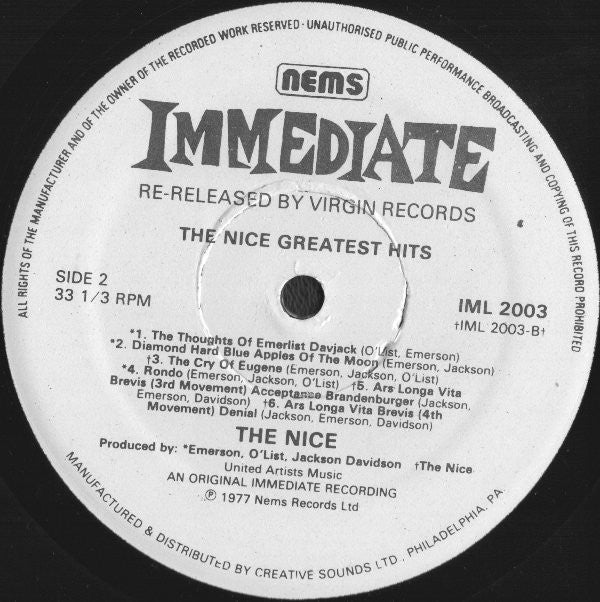 ALL RIGHTS OF THE MANUFACTURER AND OF THE OWNER OF THE RECORDED WORK RESERVED · UNAUTHORISED PUBLIC PERFORMANCE BROADCASTING AND COPYING OF THIS RECORD PROHIBITED
nems
IMMEDIATE
RE-RELEASED BY VIRGIN RECORDS
THE NICE GREATEST HITS
SIDE 2
33 1/3 RPM
IML 2003
†IML 2003-B†
*1. The Thoughts Of Emerlist Davjack (O'List, Emerson)
*2. Diamond Hard Blue Apples Of The Moon (Emerson, Jackson)
†3. The Cry Of Eugene (Emerson, Jackson, O'List)
*4. Rondo (Emerson, Jackson, O'List) †5. Ars Longa Vita
Brevis (3rd Movement) Acceptance Brandenburger (Jackson,
Emerson, Davidson) †6. Ars Longa Vita Brevis (4th
Movement) Denial (Jackson, Emerson, Davidson)
THE NICE
Produced by: *Emerson, O'List, Jackson Davidson †The Nice
United Artists Music
AN ORIGINAL IMMEDIATE RECORDING
℗ 1977 Nems Records Ltd
MANUFACTURED & DISTRIBUTED BY CREATIVE SOUNDS LTD . PHILADELPHIA, PA.